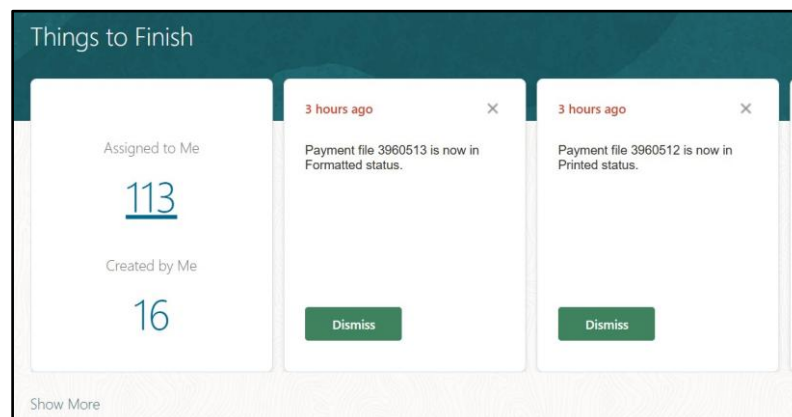 Things to Finish
Assigned to Me
113
Created by Me
16
3 hours ago
Payment file 3960513 is now in
Formatted status.
Dismiss
3 hours ago
Payment file 3960512 is now in
Printed status.
Dismiss
Show More